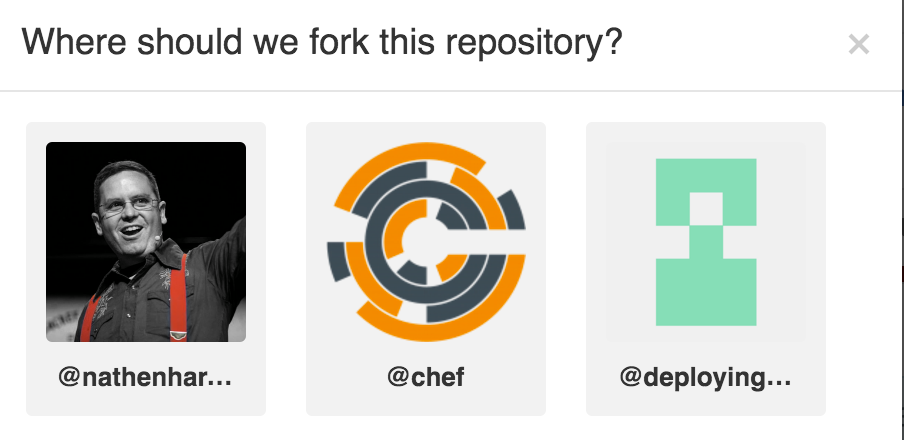 Where should we fork this repository?
×
@nathenhar...
@chef
@deploying...